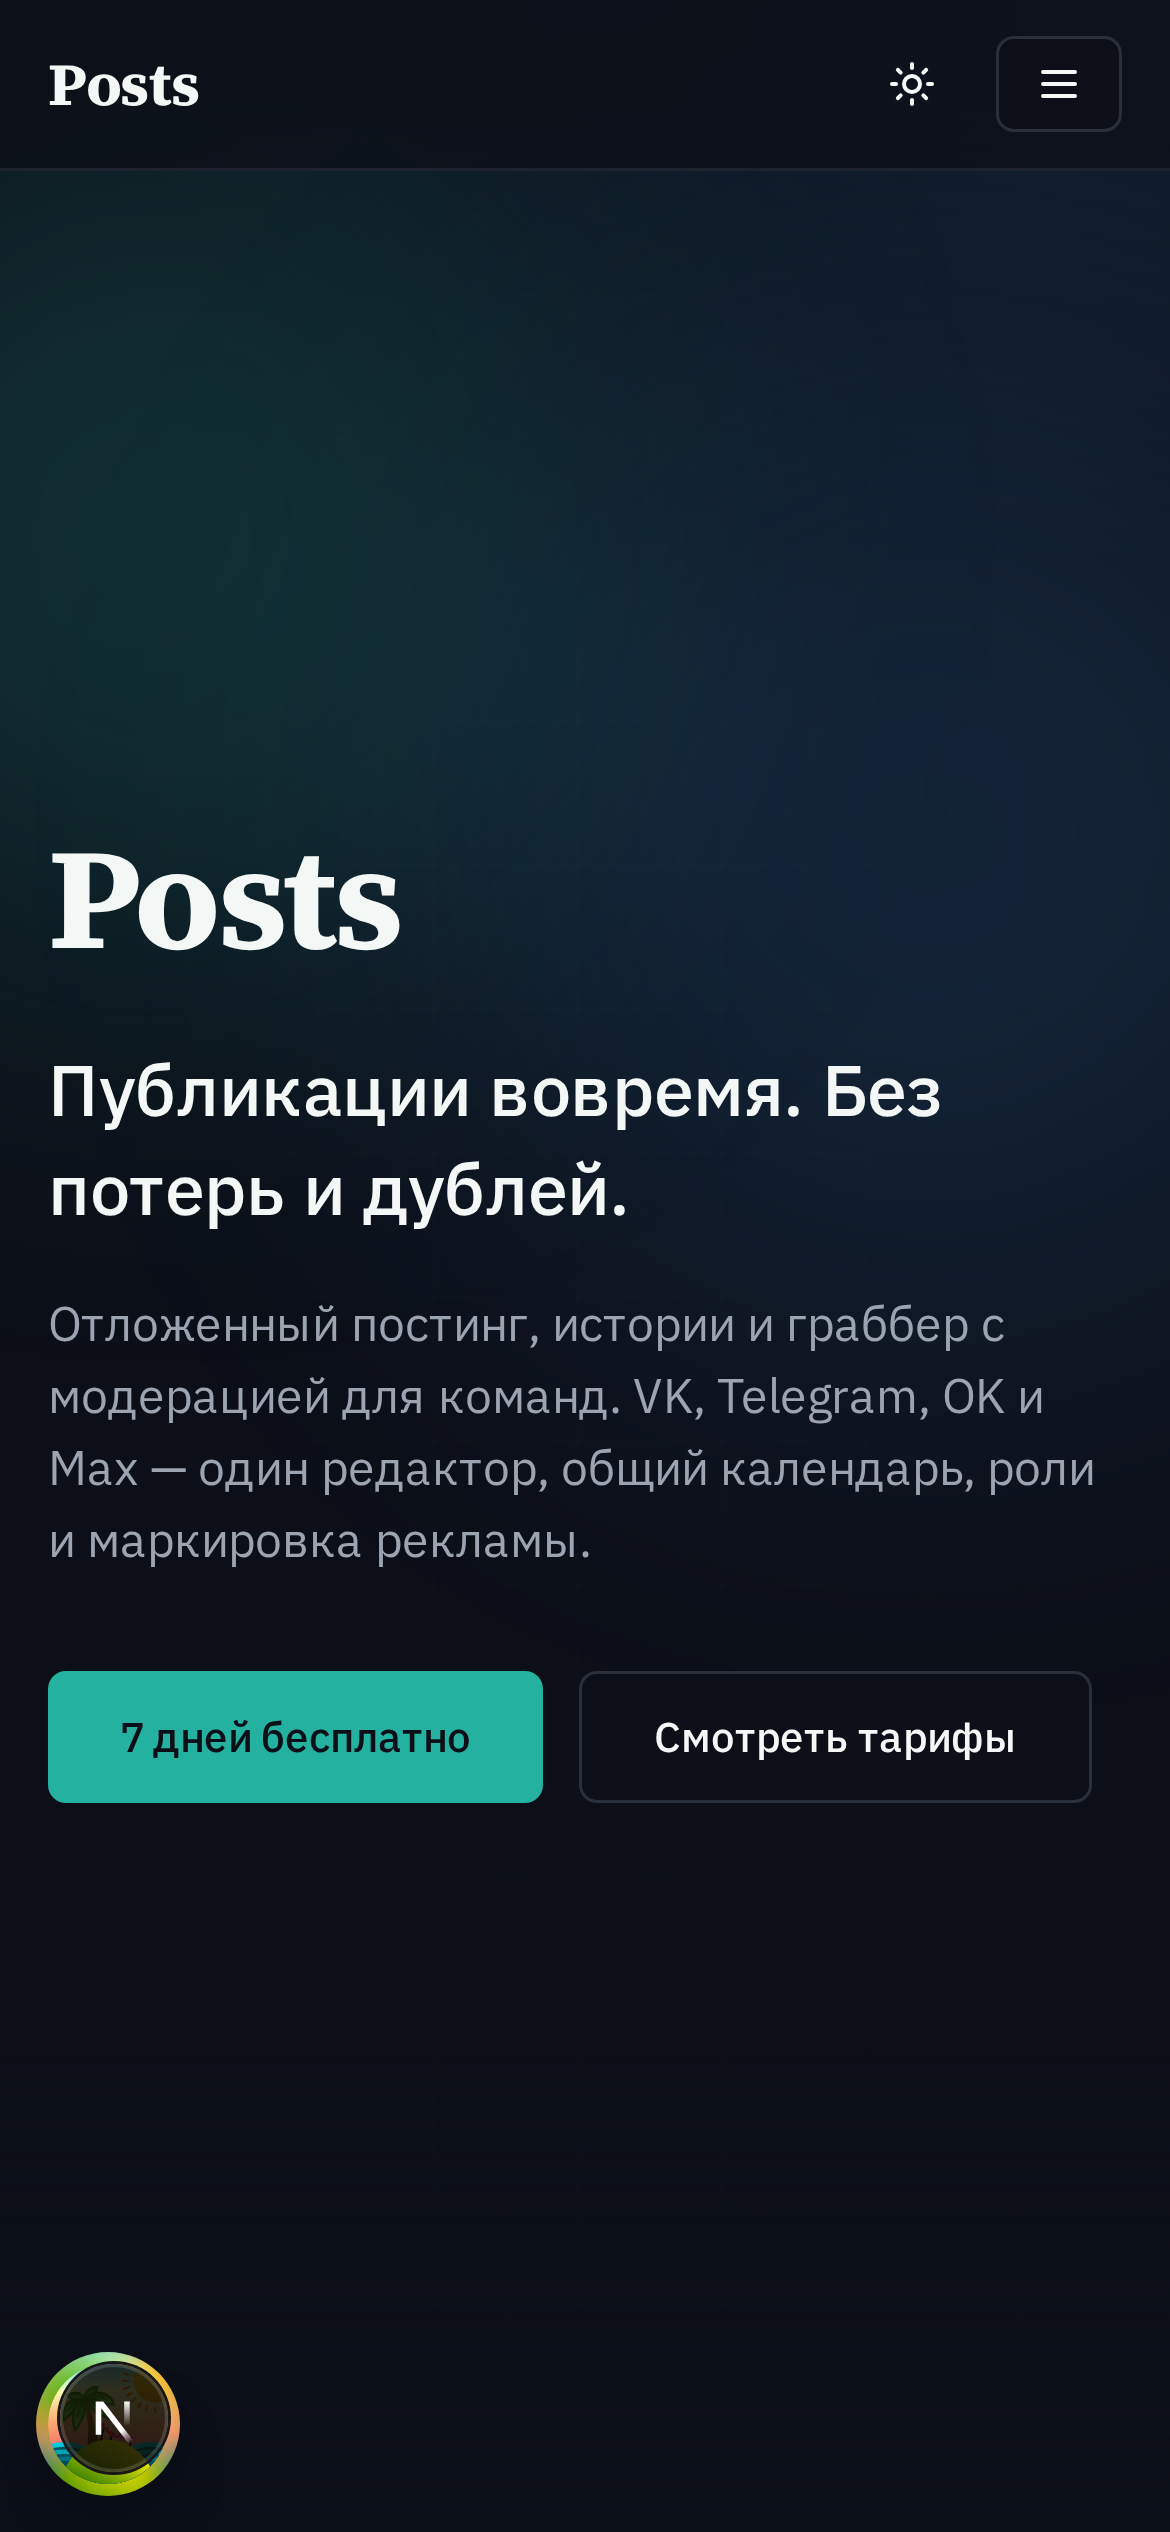 Posts
Posts
Публикации вовремя. Без
потерь и дублей.
Отложенный постинг, истории и граббер с
модерацией для команд. VK, Telegram, OK и
Max — один редактор, общий календарь, роли
и маркировка рекламы.
7 дней бесплатно
Смотреть тарифы
N